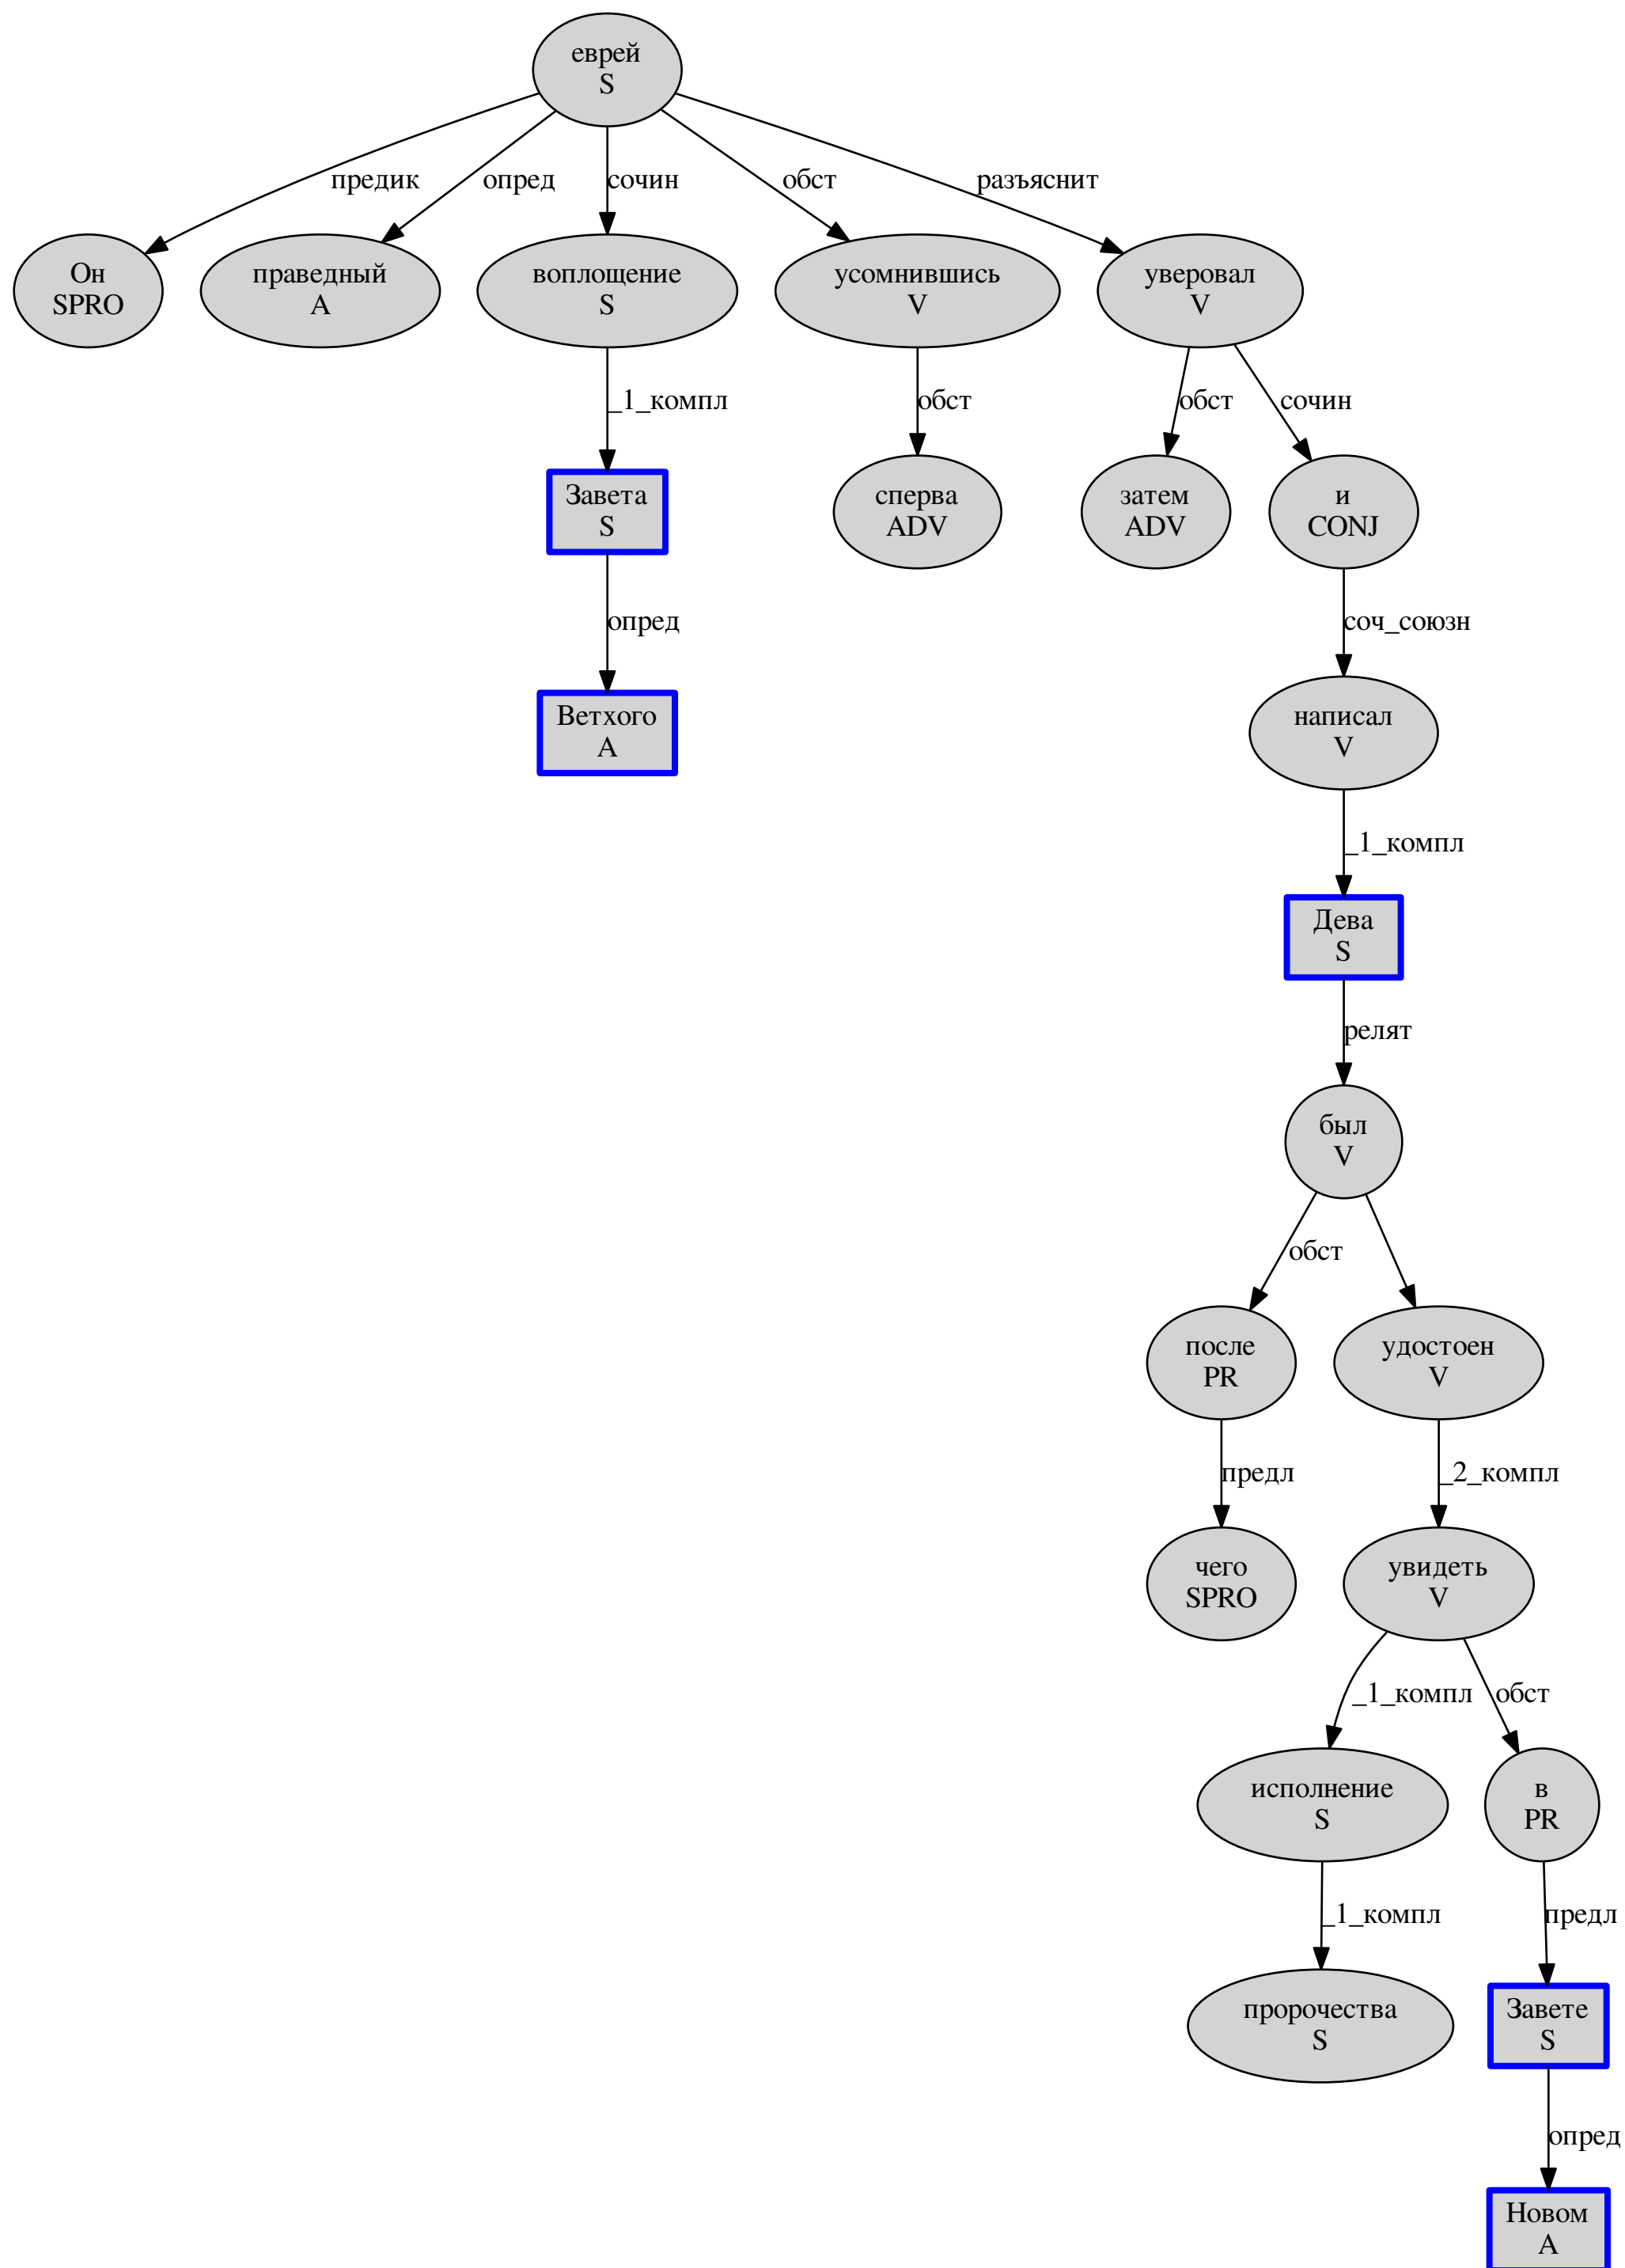 еврей
S
предик
опред
сочин
обст
разъяснит
Он
SPRO
праведный
A
воплощение
S
усомнившись
V
уверовал
V
_1_компл
обст
обст
сочин
Завета
S
сперва
ADV
затем
ADV
и
CONJ
опред
соч_союзн
Ветхого
A
написал
V
_1_компл
Дева
S
релят
был
V
обст
после
PR
удостоен
V
предл
_2_компл
чего
SPRO
увидеть
V
_1_компл
обст
исполнение
S
в
PR
_1_компл
предл
пророчества
S
Завете
S
опред
Новом
A